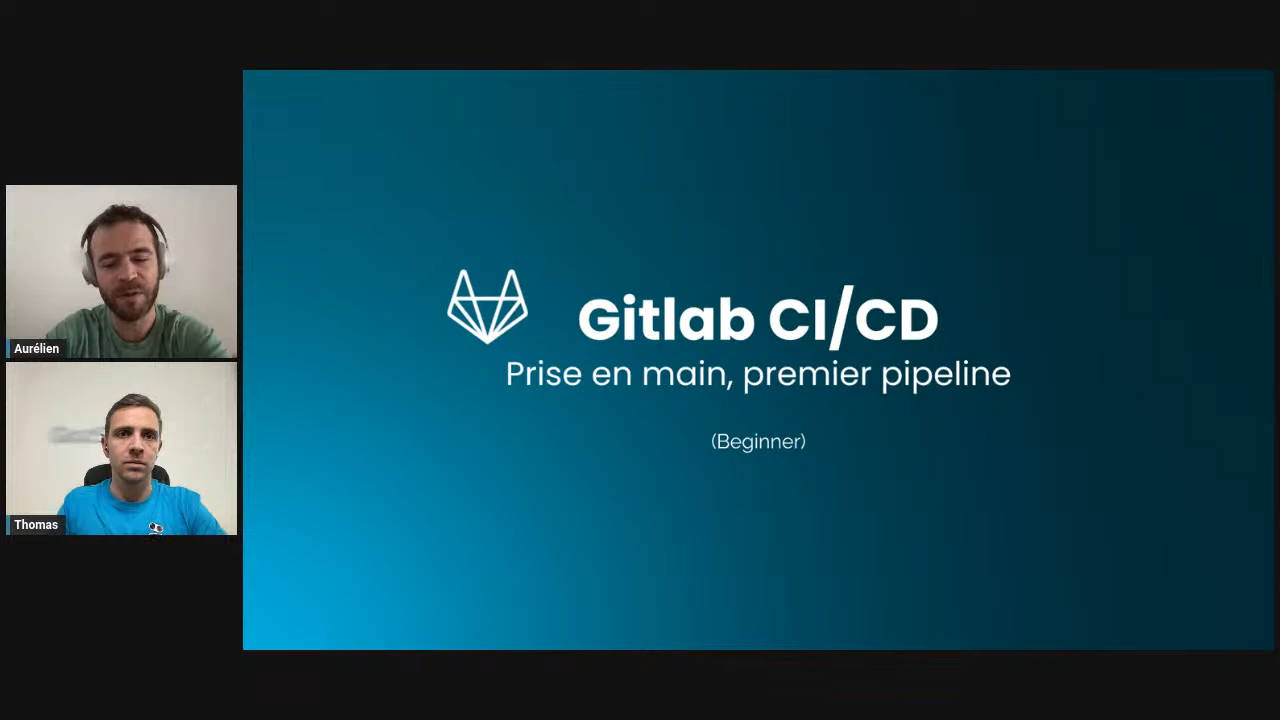 Aurélien
Thomas
Gitlab CI/CD
Prise en main, premier pipeline
(Beginner)